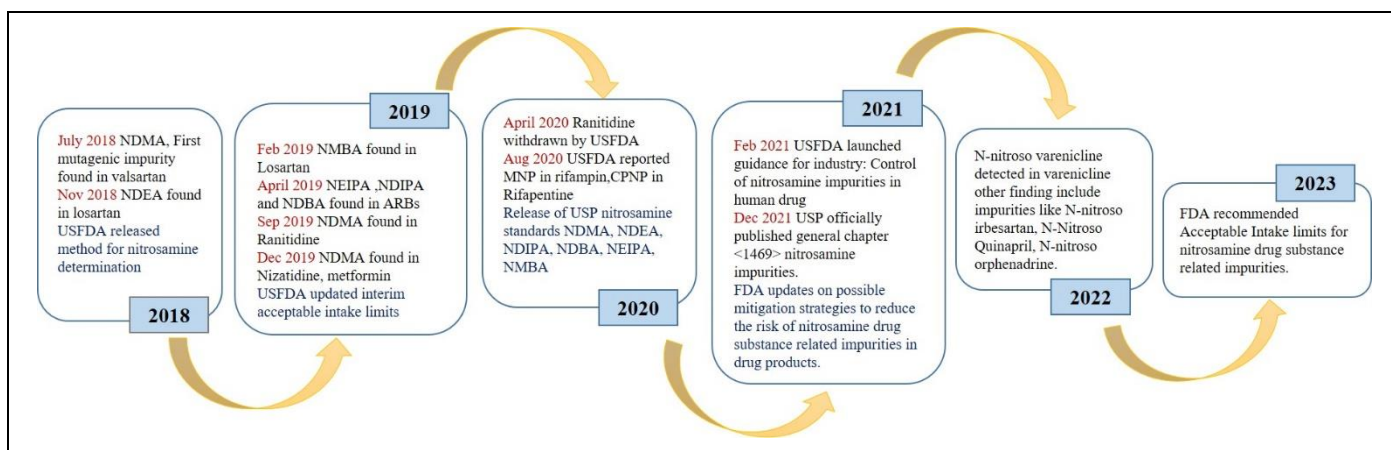 July 2018 NDMA, First
mutagenic impurity
found in valsartan
Nov 2018 NDEA found
in losartan
USFDA released
method for nitrosamine
determination
2018
2019
Feb 2019 NMBA found in
Losartan
April 2019 NEIPA ,NDIPA
and NDBA found in ARBs
Sep 2019 NDMA found in
Ranitidine
Dec 2019 NDMA found in
Nizatidine, metformin
USFDA updated interim
acceptable intake limits
April 2020 Ranitidine
withdrawn by USFDA
Aug 2020 USFDA reported
MNP in rifampin,CPNP in
Rifapentine
Release of USP nitrosamine
standards NDMA, NDEA,
NDIPA, NDBA, NEIPA,
NMBA
2020
2021
Feb 2021 USFDA launched
guidance for industry: Control
of nitrosamine impurities in
human drug
Dec 2021 USP officially
published general chapter
<1469> nitrosamine
impurities.
FDA updates on possible
mitigation strategies to reduce
the risk of nitrosamine drug
substance related impurities in
drug products.
N-nitroso varenicline
detected in varenicline
other finding include
impurities like N-nitroso
irbesartan, N-Nitroso
Quinapril, N-nitroso
orphenadrine.
2022
2023
FDA recommended
Acceptable Intake limits for
nitrosamine drug substance
related impurities.